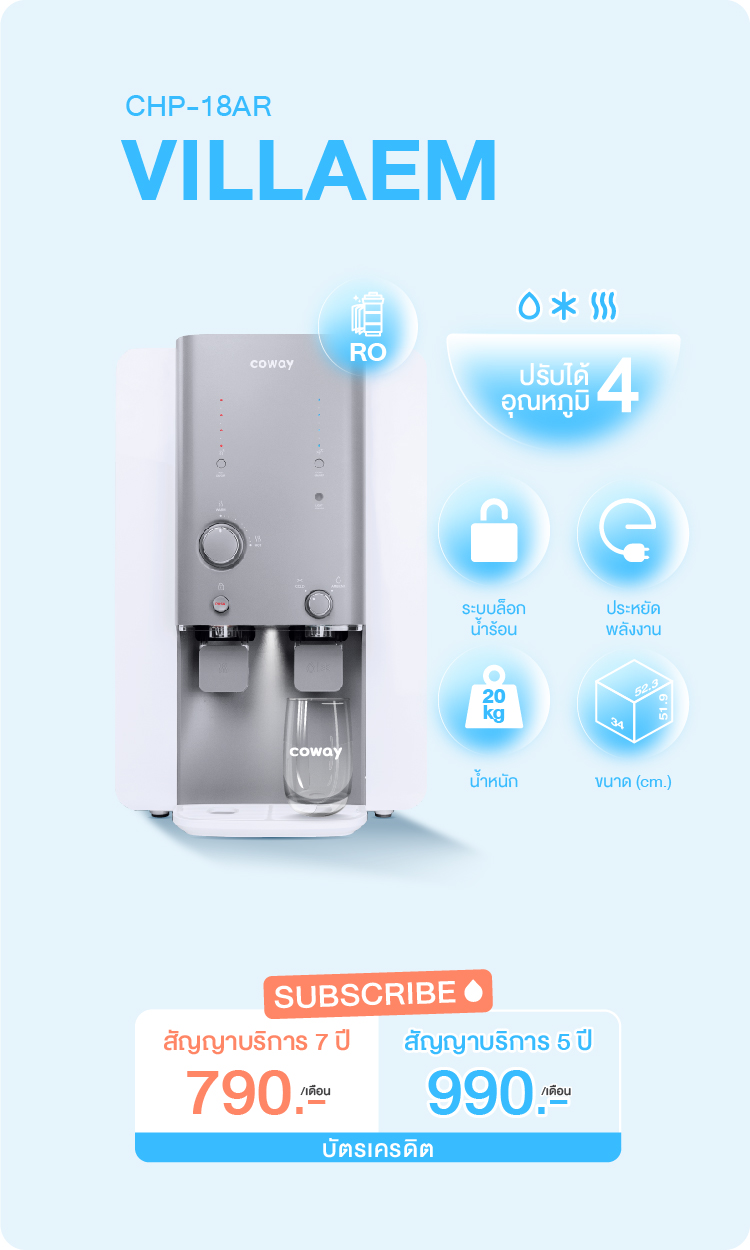 CHP-18AR
VILLAEM
RO
coway
ปรับได้
อุณหภูมิ 4
ระบบล็อก
น้ำร้อน
ประหยัด
พลังงาน
20
kg
52.3
51.9
34
coway
น้ำหนัก
ขนาด (cm.)
SUBSCRIBE
สัญญาบริการ 7 ปี
790.– /เดือน
สัญญาบริการ 5 ปี
990.– /เดือน
บัตรเครดิต